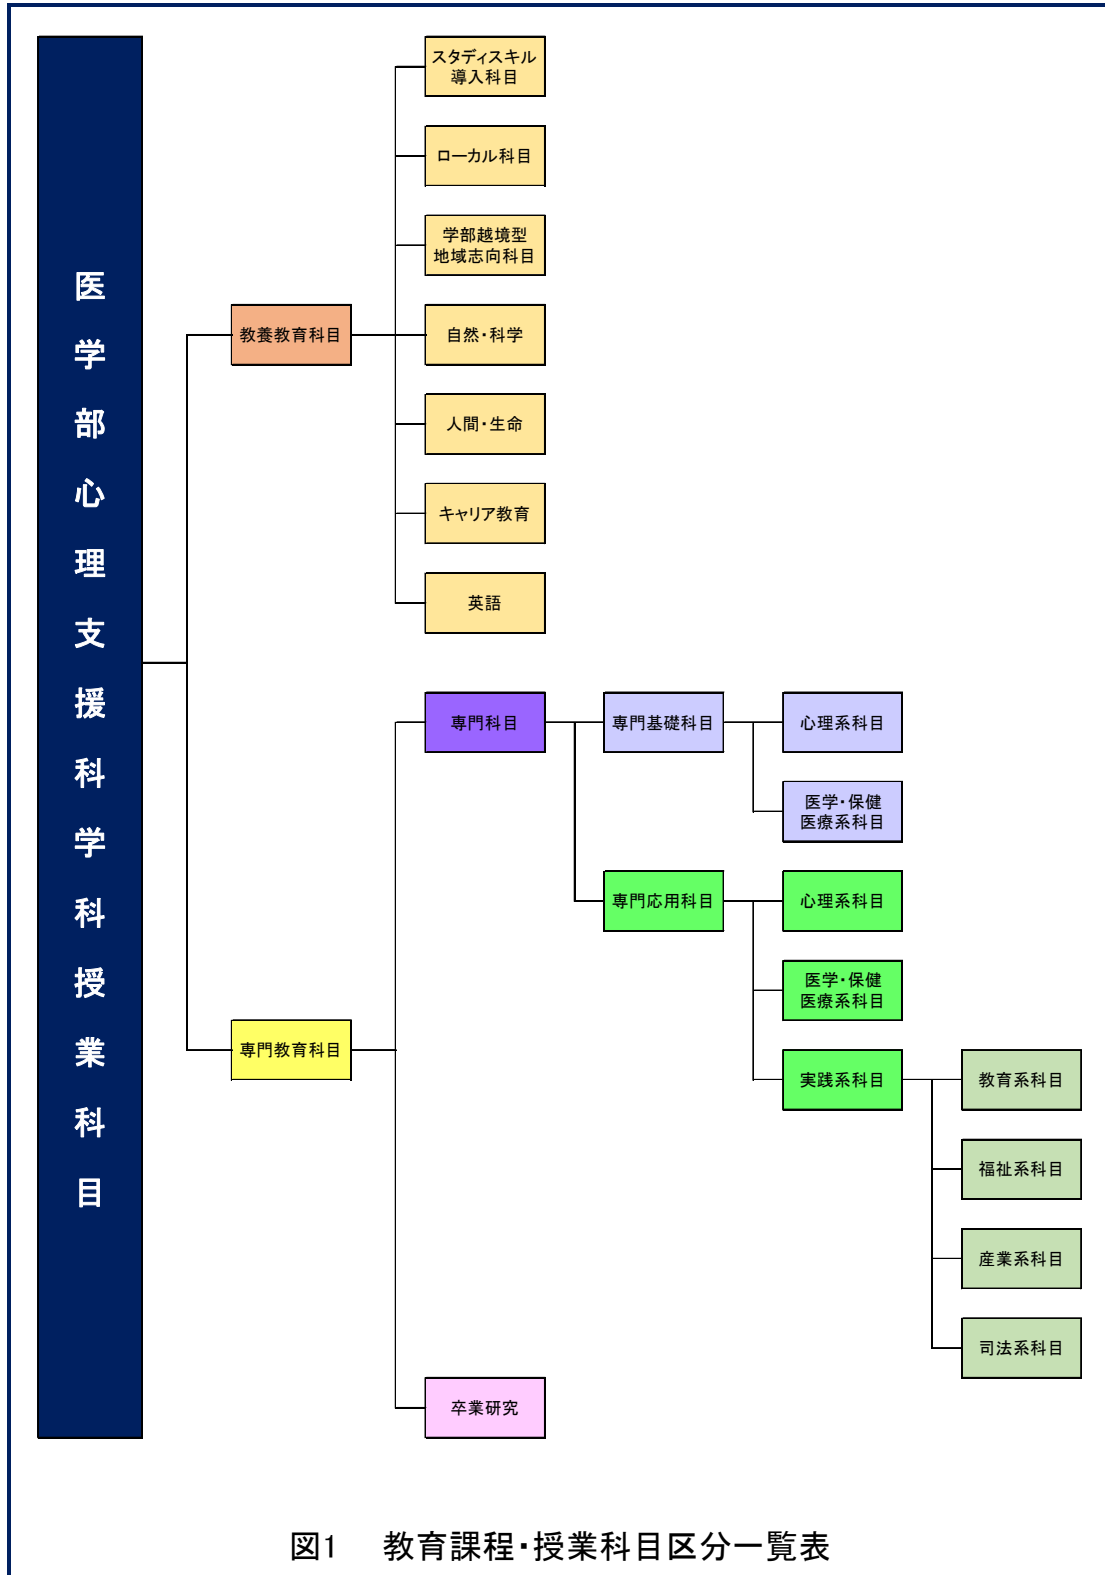 医学部心理支援科学科授業科目
教養教育科目
スタディスキル
導入科目
ローカル科目
学部越境型
地域志向科目
自然・科学
人間・生命
キャリア教育
英語
専門教育科目
専門科目
専門基礎科目
心理系科目
医学・保健
医療系科目
専門応用科目
心理系科目
医学・保健
医療系科目
実践系科目
教育系科目
福祉系科目
産業系科目
司法系科目
卒業研究
図1　教育課程・授業科目区分一覧表